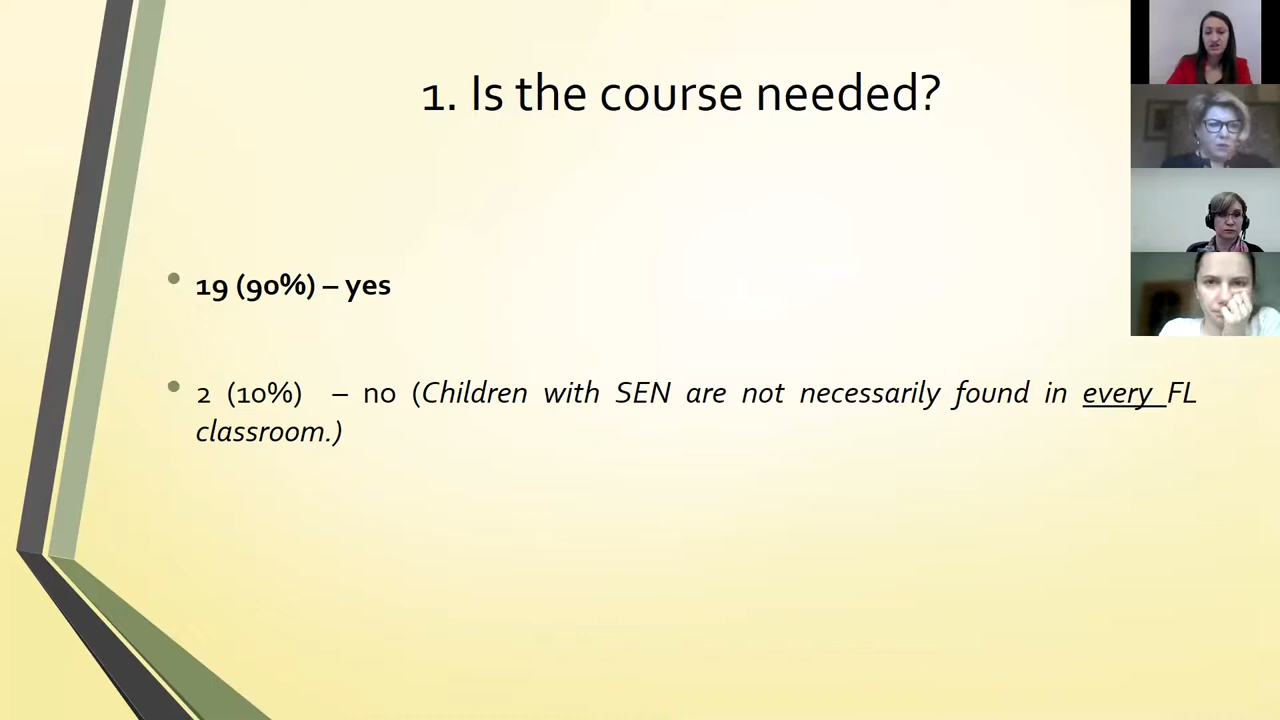 1. Is the course needed?
19 (90%) – yes
2 (10%) – no (Children with SEN are not necessarily found in every FL
classroom.)